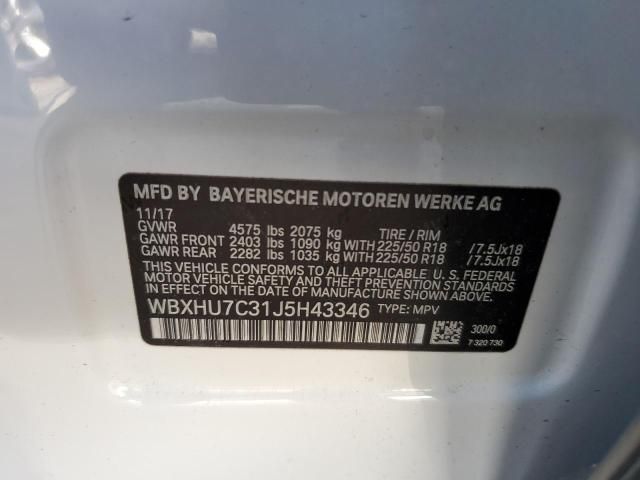 MFD BY BAYERISCHE MOTOREN WERKE AG
11/17
GVWR 4575 lbs 2075 kg TIRE / RIM
GAWR FRONT 2403 lbs 1090 kg WITH 225/50 R18 /7.5Jx18
GAWR REAR 2282 lbs 1035 kg WITH 225/50 R18 /7.5Jx18
THIS VEHICLE CONFORMS TO ALL APPLICABLE U. S. FEDERAL
MOTOR VEHICLE SAFETY AND THEFT PREVENTION STANDARDS
IN EFFECT ON THE DATE OF MANUFACTURE SHOWN ABOVE.
WBXHU7C31J5H43346 TYPE: MPV
300/0
7 320 730